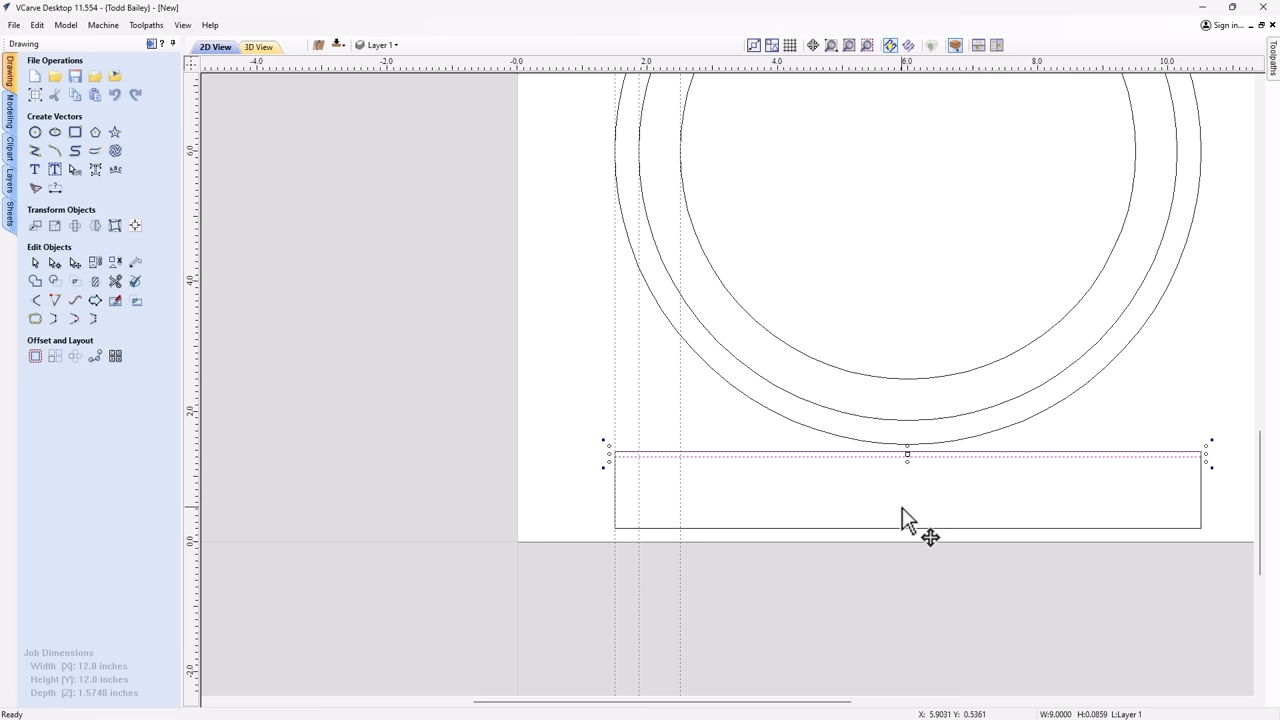 VCarve Desktop 11.554 - {Todd Bailey} - [New]
File Edit Model Machine Toolpaths View Help
Sign in...
Drawing
2D View
3D View
Layer 1
Toolpaths
Drawing
Modeling
Clipart
Layers
Sheets
File Operations
Create Vectors
Transform Objects
Edit Objects
Offset and Layout
-4.0 -2.0 -0.0 2.0 4.0 6.0 8.0 10.0
6.0
4.0
2.0
0.0
-2.0
Job Dimensions
Width (X): 12.0 inches
Height (Y): 12.0 inches
Depth (Z): 1.5748 inches
Ready
X: 5.9031 Y: 0.5361
W:9.0000 H:0.0859 L:Layer 1